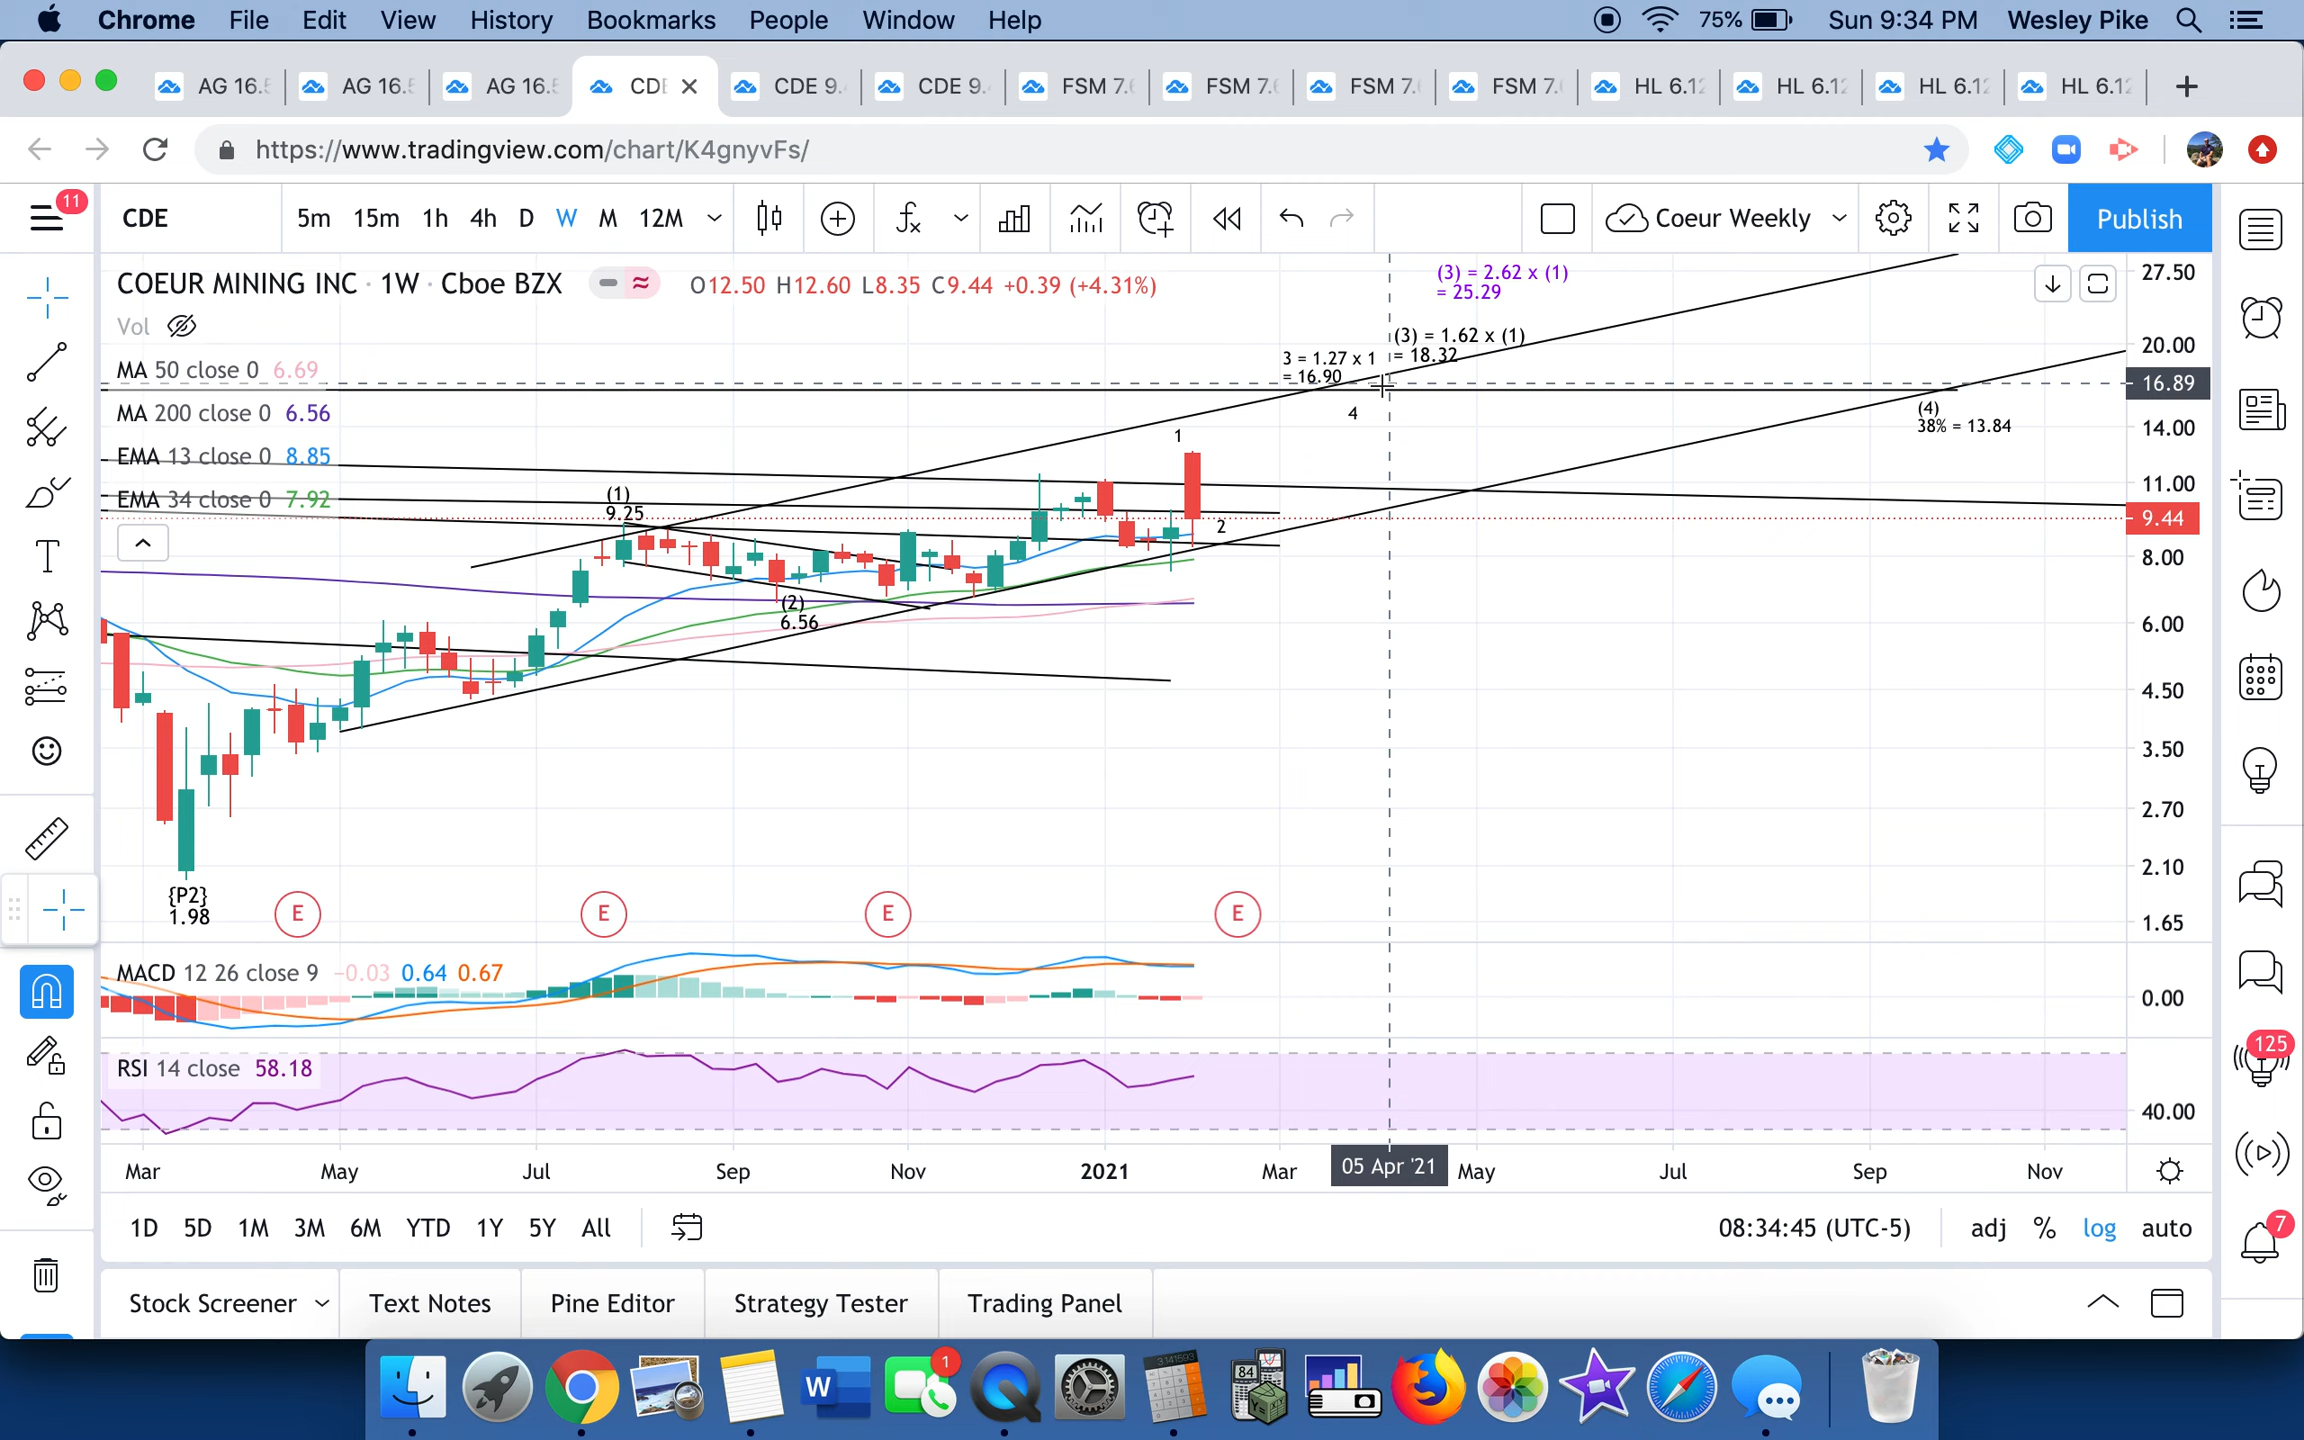 Chrome File Edit View History Bookmarks People Window Help 75% Sun 9:34 PM Wesley Pike
AG 16.5 AG 16.5 AG 16.5 CDE CDE 9. CDE 9. FSM 7.6 FSM 7.6 FSM 7.0 FSM 7.0 HL 6.12 HL 6.12 HL 6.12 HL 6.12
https://www.tradingview.com/chart/K4gnyvFs/
11
CDE 5m 15m 1h 4h D W M 12M Coeur Weekly Publish
COEUR MINING INC · 1W · Cboe BZX O12.50 H12.60 L8.35 C9.44 +0.39 (+4.31%)
Vol
MA 50 close 0 6.69
MA 200 close 0 6.56
EMA 13 close 0 8.85
EMA 34 close 0 7.92
(3) = 2.62 x (1)
= 25.29
(3) = 1.62 x (1)
= 18.32
3 = 1.27 x 1
= 16.90
4
1
2
(4)
38% = 13.84
(1)
9.25
(2)
6.56
{P2}
1.98
E E E E
27.50
20.00
16.89
14.00
11.00
9.44
8.00
6.00
4.50
3.50
2.70
2.10
1.65
MACD 12 26 close 9 −0.03 0.64 0.67
0.00
RSI 14 close 58.18
40.00
125
7
Mar May Jul Sep Nov 2021 Mar 05 Apr '21 May Jul Sep Nov
1D 5D 1M 3M 6M YTD 1Y 5Y All 08:34:45 (UTC-5) adj % log auto
Stock Screener Text Notes Pine Editor Strategy Tester Trading Panel
W
1
84